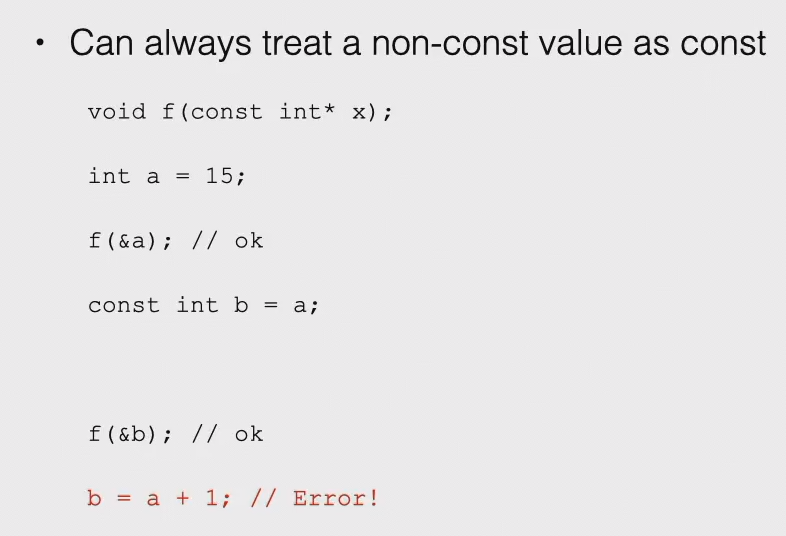 • Can always treat a non-const value as const
void f(const int* x);
int a = 15;
f(&a); // ok
const int b = a;
f(&b); // ok
b = a + 1; // Error!